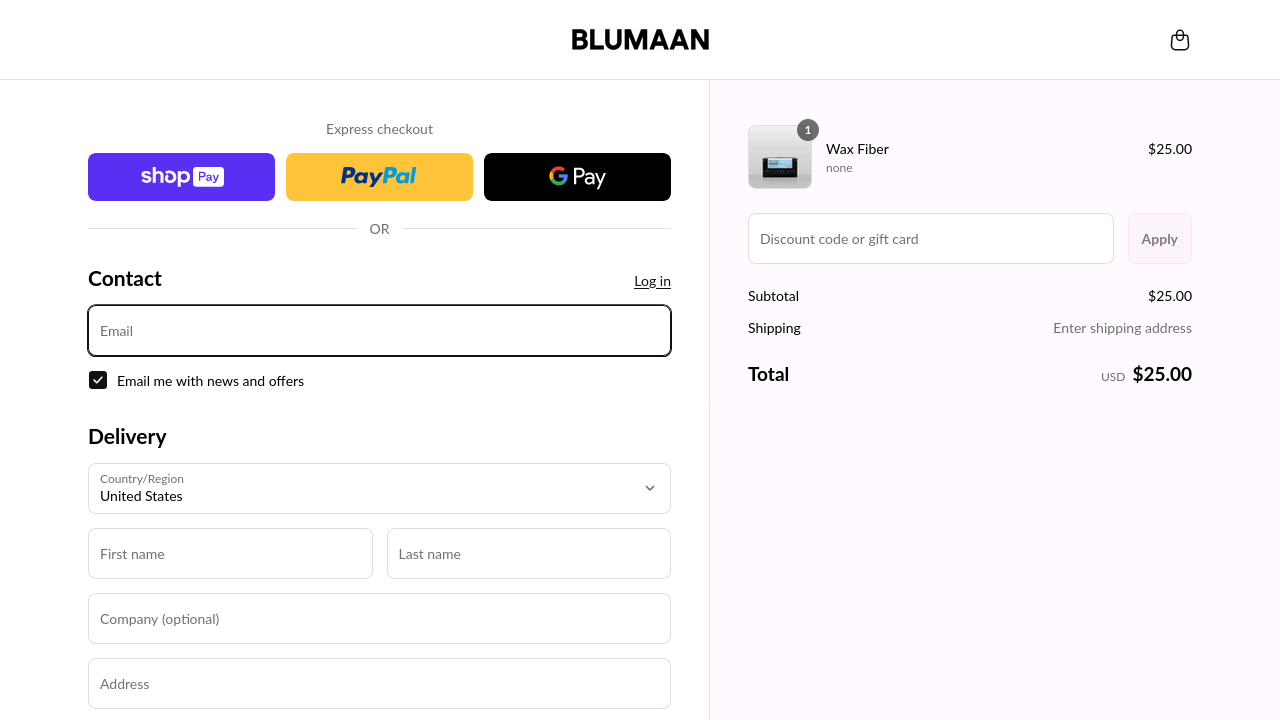 BLUMAAN
Express checkout
shop Pay
PayPal
G Pay
OR
Contact
Log in
Email
Email me with news and offers
Delivery
Country/Region
United States
First name
Last name
Company (optional)
Address
1
Wax Fiber
$25.00
none
Discount code or gift card
Apply
Subtotal
$25.00
Shipping
Enter shipping address
Total
USD $25.00